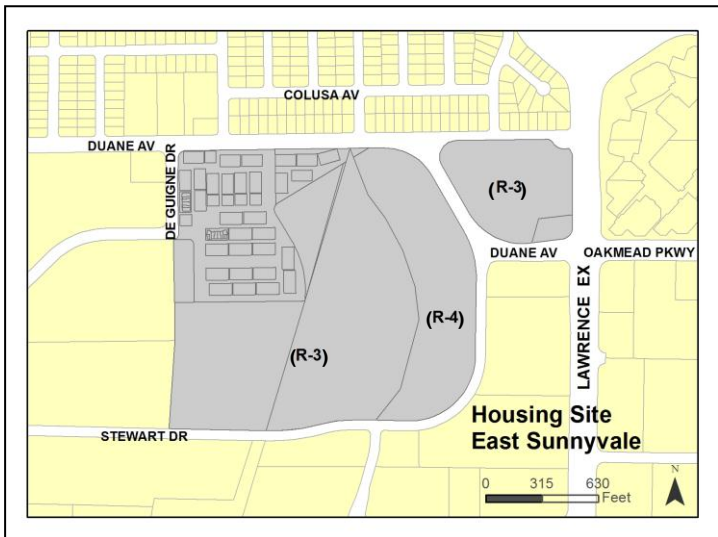 COLUSA AV
DUANE AV
DE GUIGNE DR
(R-3)
DUANE AV
OAKMEAD PKWY
LAWRENCE EX
(R-4)
(R-3)
Housing Site
East Sunnyvale
STEWART DR
N
0 315 630
Feet